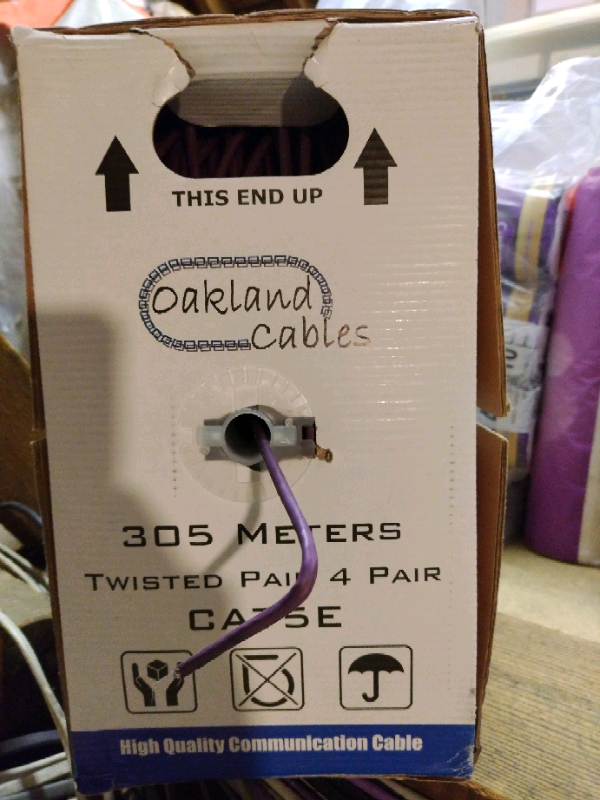 THIS END UP
Oakland
Cables
305 METERS
TWISTED PAIR 4 PAIR
CAT5E
High Quality Communication Cable